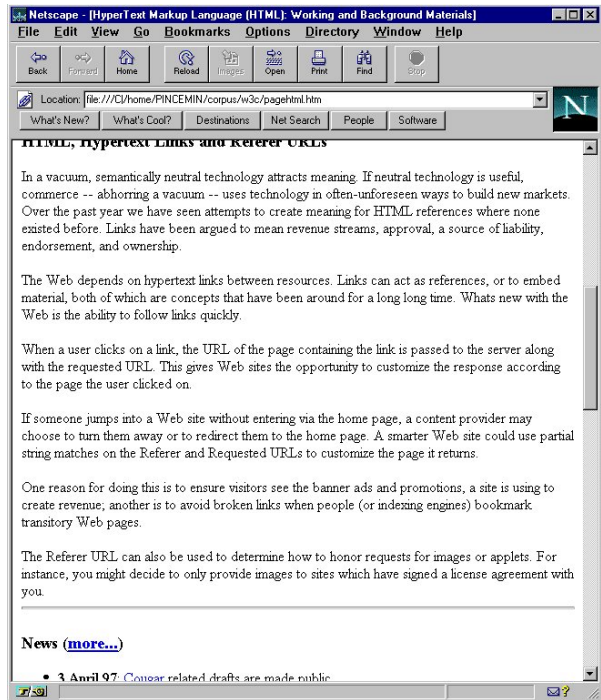 Netscape - [HyperText Markup Language (HTML): Working and Background Materials]
File Edit View Go Bookmarks Options Directory Window Help
Back Forward Home Reload Images Open Print Find Stop
Location: file:///C|/home/PINCEMIN/corpus/w3c/pagehtml.htm
N
What's New? What's Cool? Destinations Net Search People Software
HTML, Hypertext Links and Referer URLs
In a vacuum, semantically neutral technology attracts meaning. If neutral technology is useful,
commerce -- abhorring a vacuum -- uses technology in often-unforeseen ways to build new markets.
Over the past year we have seen attempts to create meaning for HTML references where none
existed before. Links have been argued to mean revenue streams, approval, a source of liability,
endorsement, and ownership.
The Web depends on hypertext links between resources. Links can act as references, or to embed
material, both of which are concepts that have been around for a long long time. Whats new with the
Web is the ability to follow links quickly.
When a user clicks on a link, the URL of the page containing the link is passed to the server along
with the requested URL. This gives Web sites the opportunity to customize the response according
to the page the user clicked on.
If someone jumps into a Web site without entering via the home page, a content provider may
choose to turn them away or to redirect them to the home page. A smarter Web site could use partial
string matches on the Referer and Requested URLs to customize the page it returns.
One reason for doing this is to ensure visitors see the banner ads and promotions, a site is using to
create revenue; another is to avoid broken links when people (or indexing engines) bookmark
transitory Web pages.
The Referer URL can also be used to determine how to honor requests for images or applets. For
instance, you might decide to only provide images to sites which have signed a license agreement with
you.
News (more...)
• 3 April 97: Cougar related drafts are made public